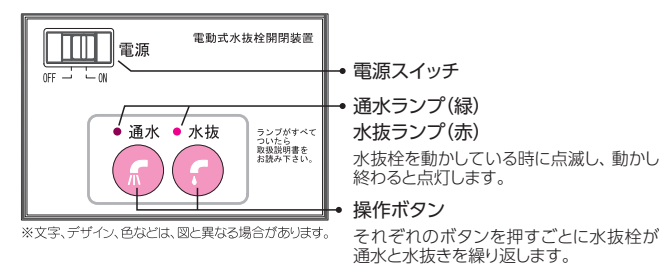 電源
電動式水抜栓開閉装置
OFF ON
通水 水抜
ランプがすべて
ついたら
取扱説明書を
お読み下さい。
※文字、デザイン、色などは、図と異なる場合があります。
電源スイッチ
通水ランプ(緑)
水抜ランプ(赤)
水抜栓を動かしている時に点滅し、動かし
終わると点灯します。
操作ボタン
それぞれのボタンを押すごとに水抜栓が
通水と水抜きを繰り返します。